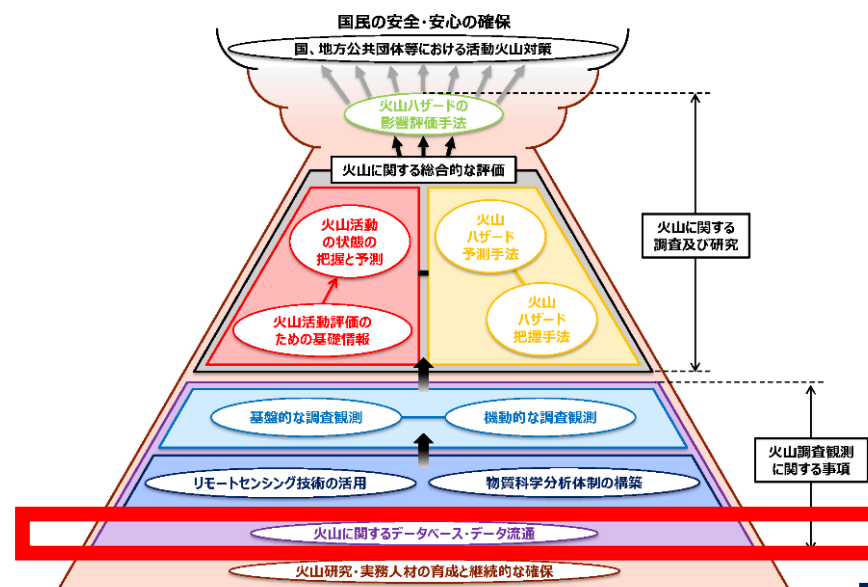 国民の安全・安心の確保
国、地方公共団体等における活動火山対策
火山ハザードの
影響評価手法
火山に関する総合的な評価
火山活動
の状態の
把握と予測
火山
ハザード
予測手法
火山活動評価の
ための基礎情報
火山
ハザード
把握手法
火山に関する
調査及び研究
基盤的な調査観測
機動的な調査観測
リモートセンシング技術の活用
物質科学分析体制の構築
火山調査観測
に関する事項
火山に関するデータベース・データ流通
火山研究・実務人材の育成と継続的な確保